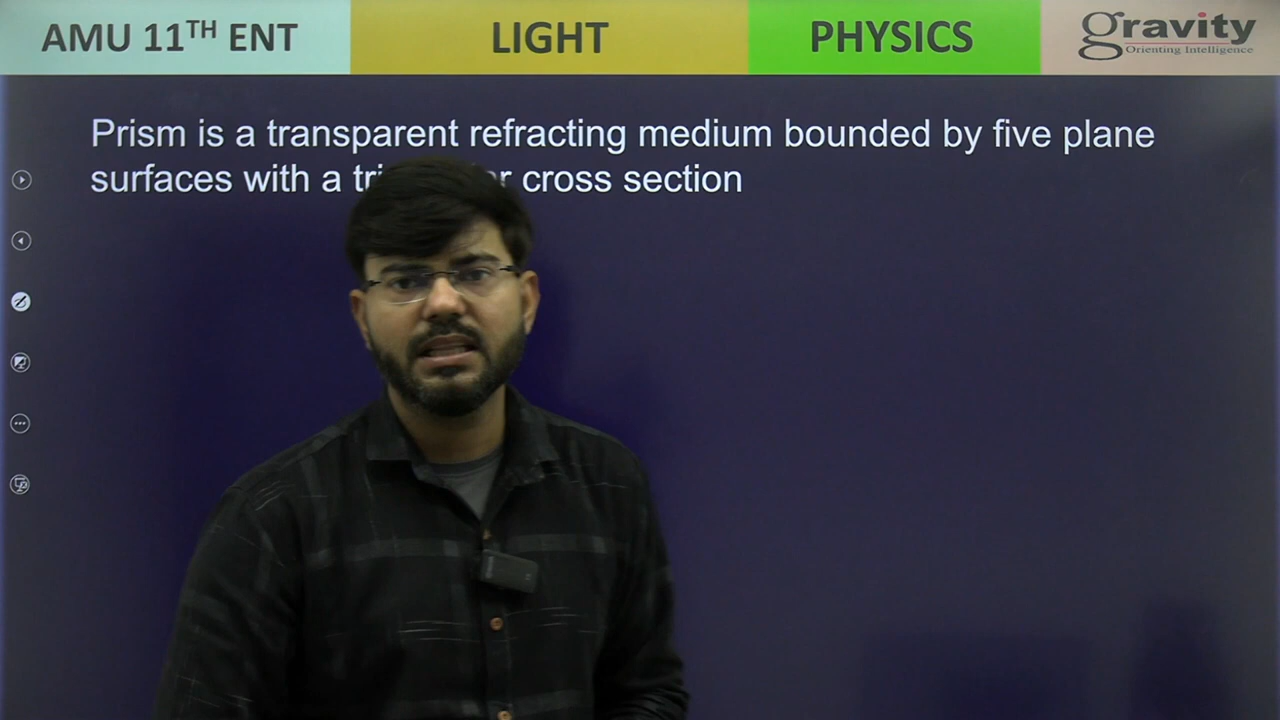 AMU 11TH ENT
LIGHT
PHYSICS
gravity
Orienting Intelligence
Prism is a transparent refracting medium bounded by five plane
surfaces with a cross section